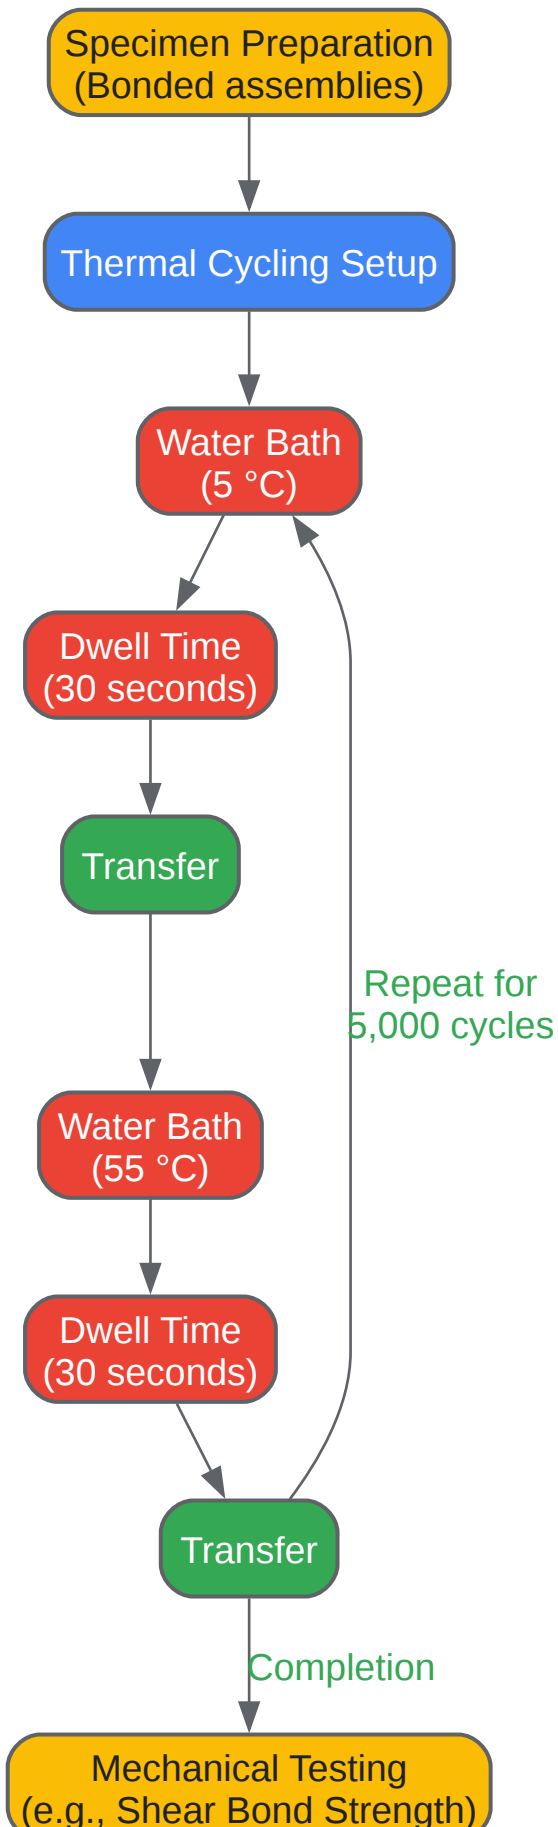 Specimen Preparation
(Bonded assemblies)
Thermal Cycling Setup
Water Bath
(5 °C)
Dwell Time
(30 seconds)
Transfer
Repeat for
5,000 cycles
Water Bath
(55 °C)
Dwell Time
(30 seconds)
Transfer
Completion
Mechanical Testing
(e.g., Shear Bond Strength)